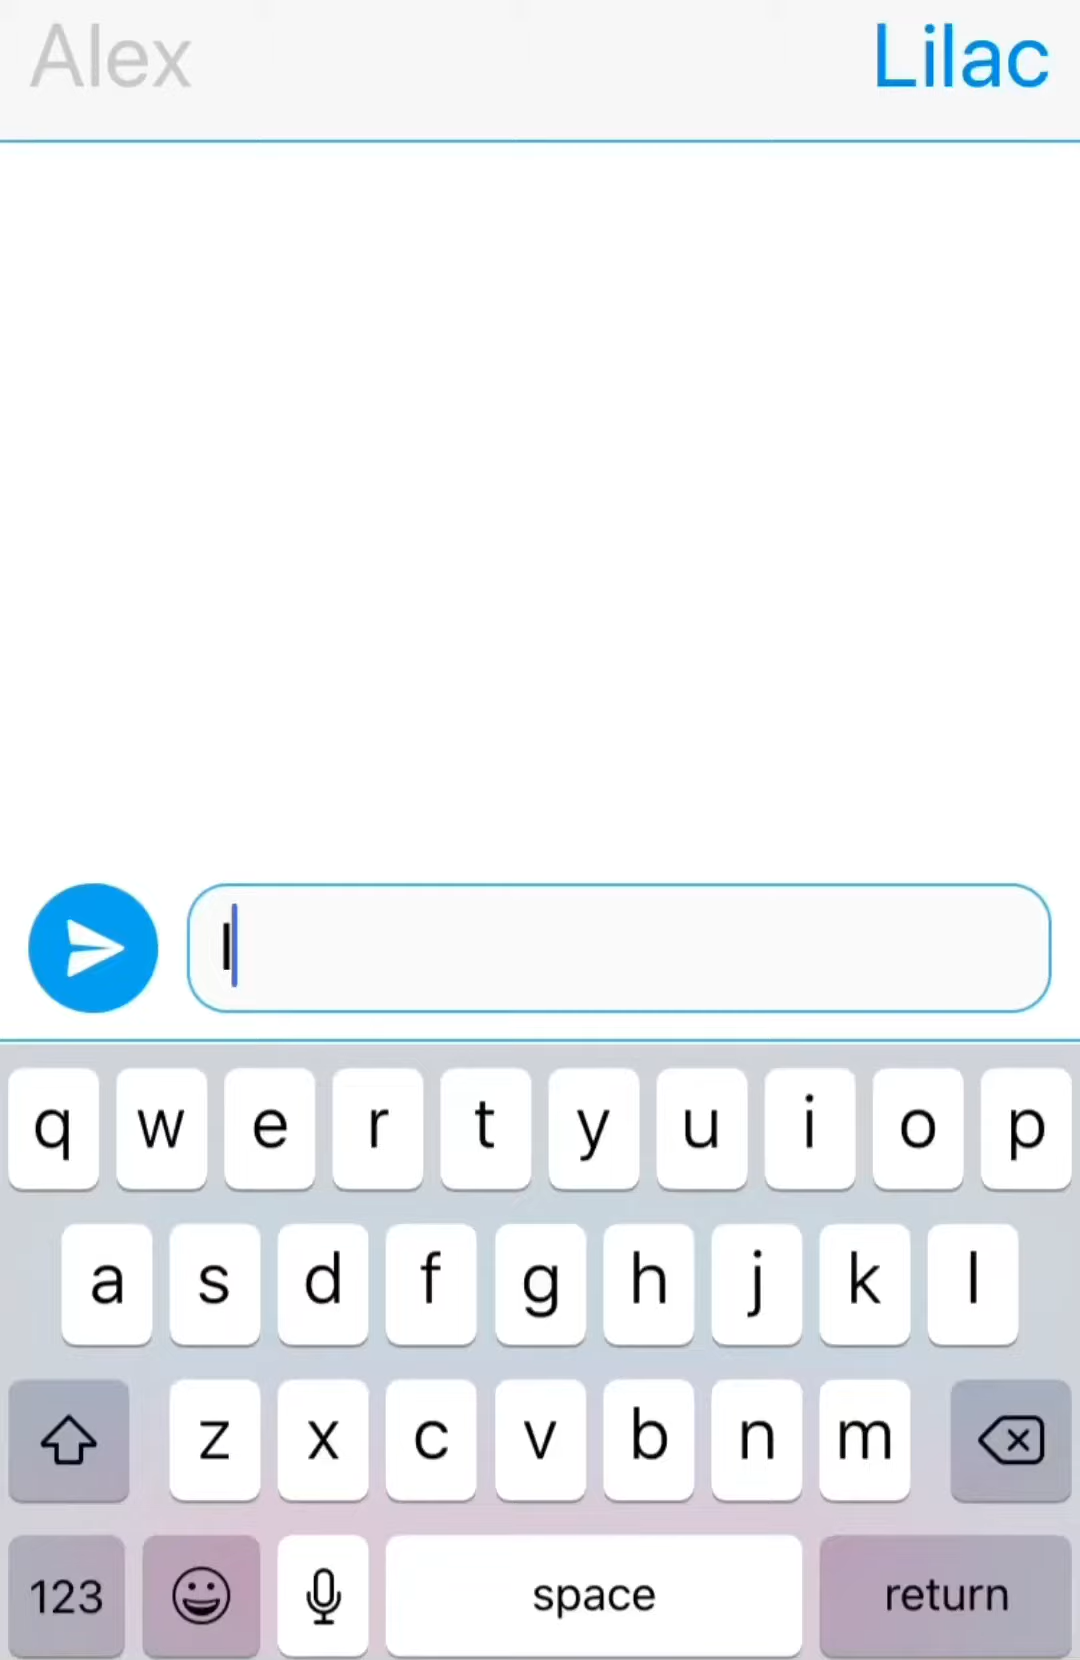 Alex Lilac
I
q w e r t y u i o p
a s d f g h j k l
z x c v b n m
123 space return